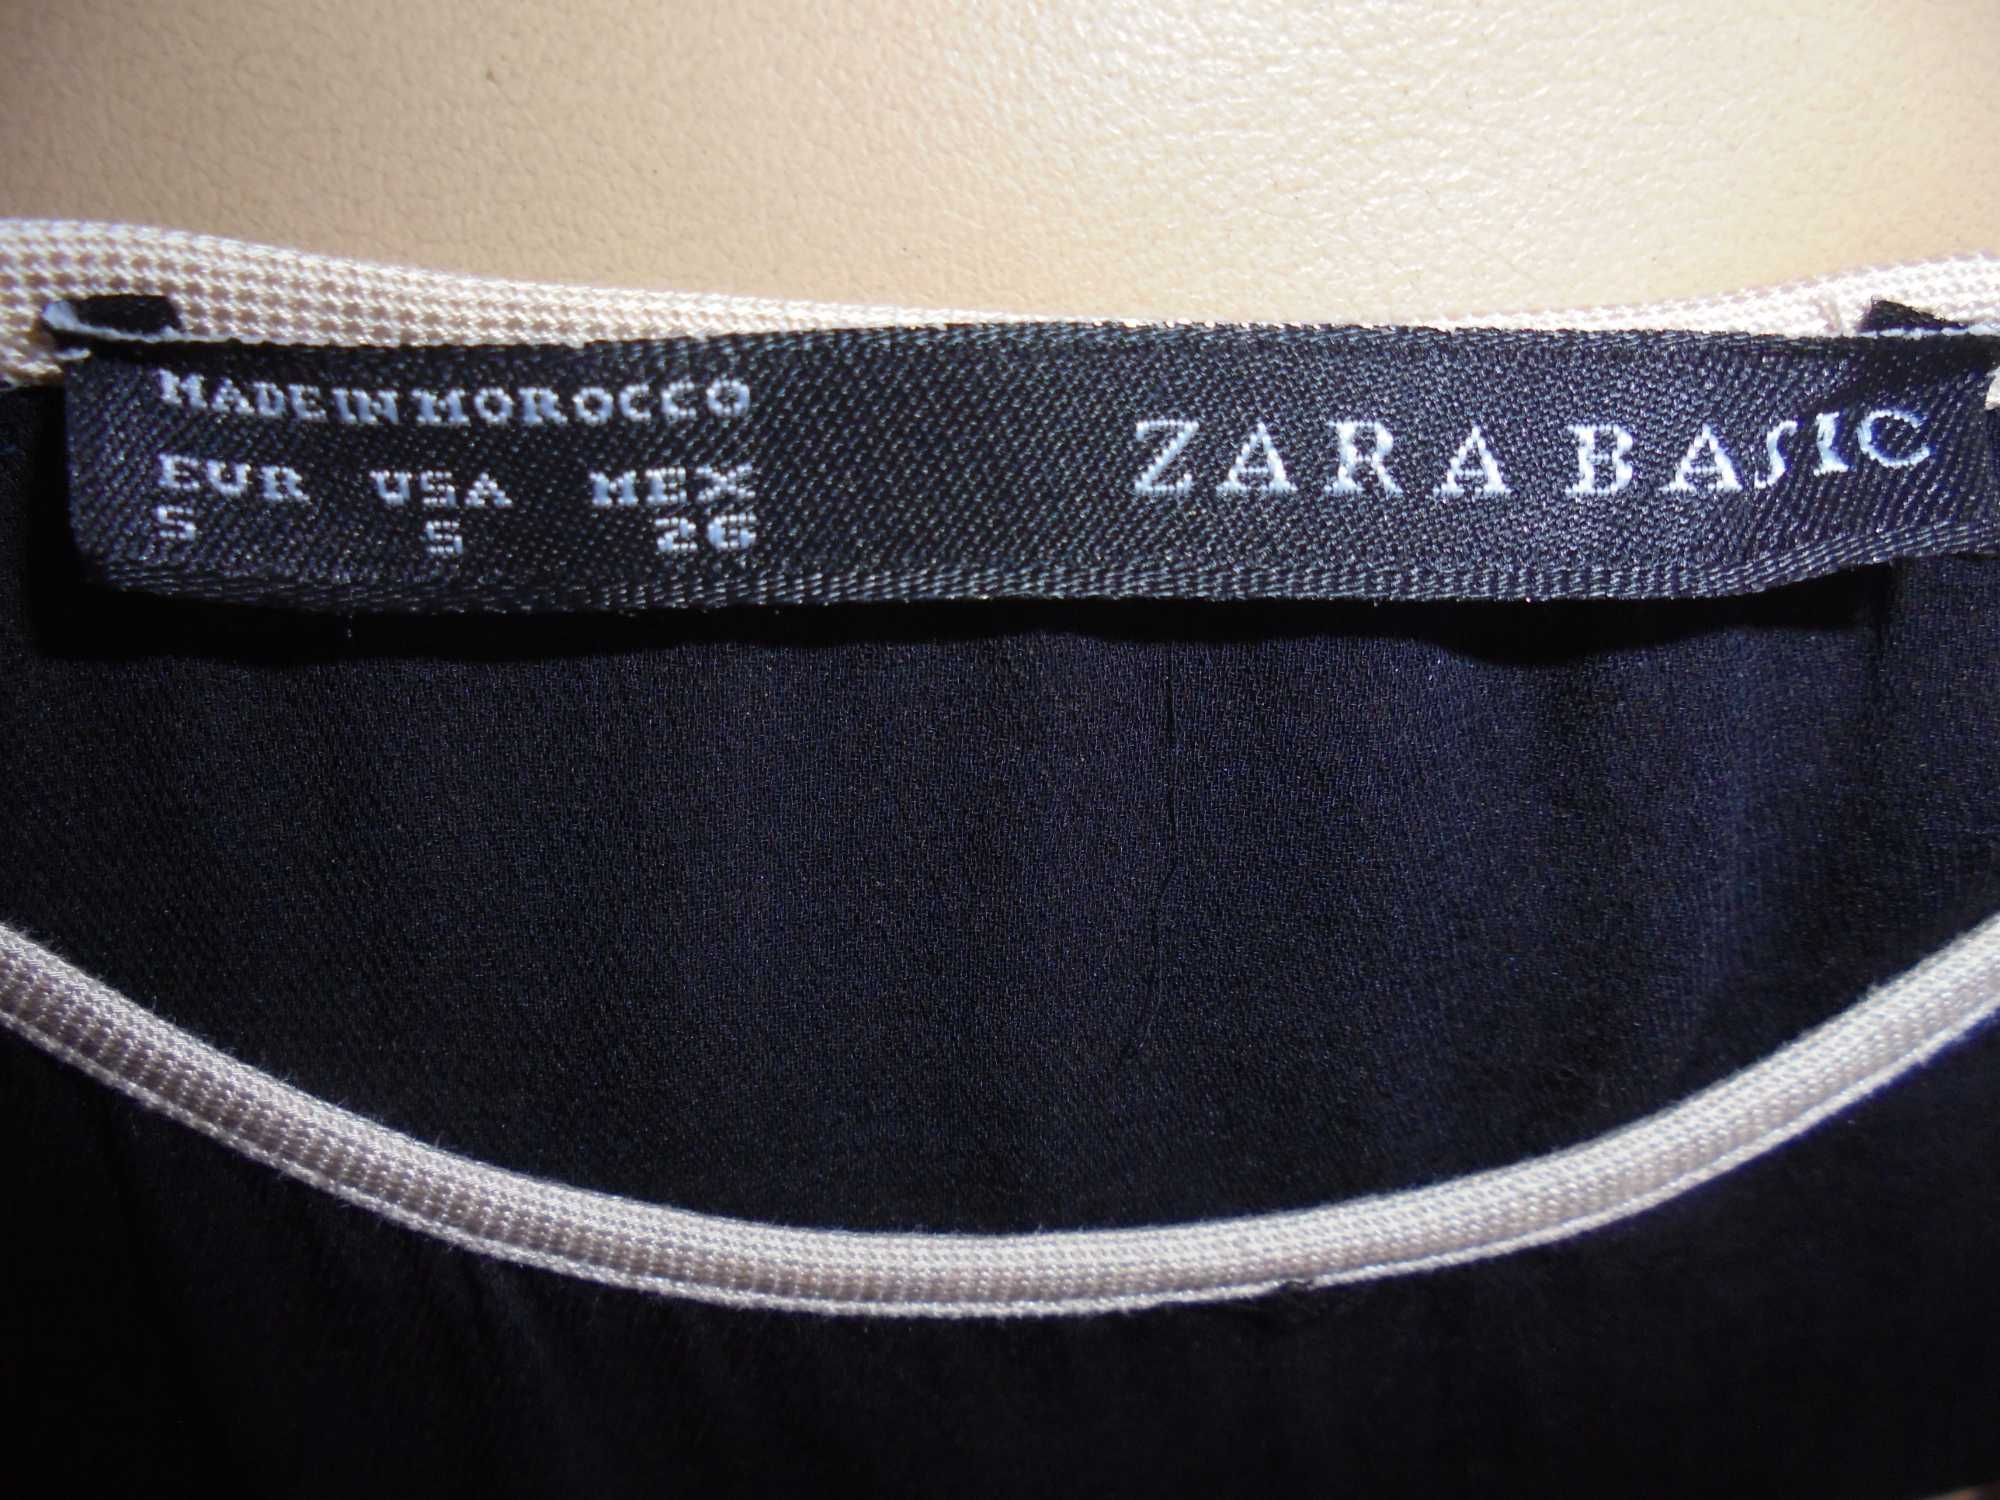 MADE IN MOROCCO
EUR USA MEX
S S 26
ZARA BASIC